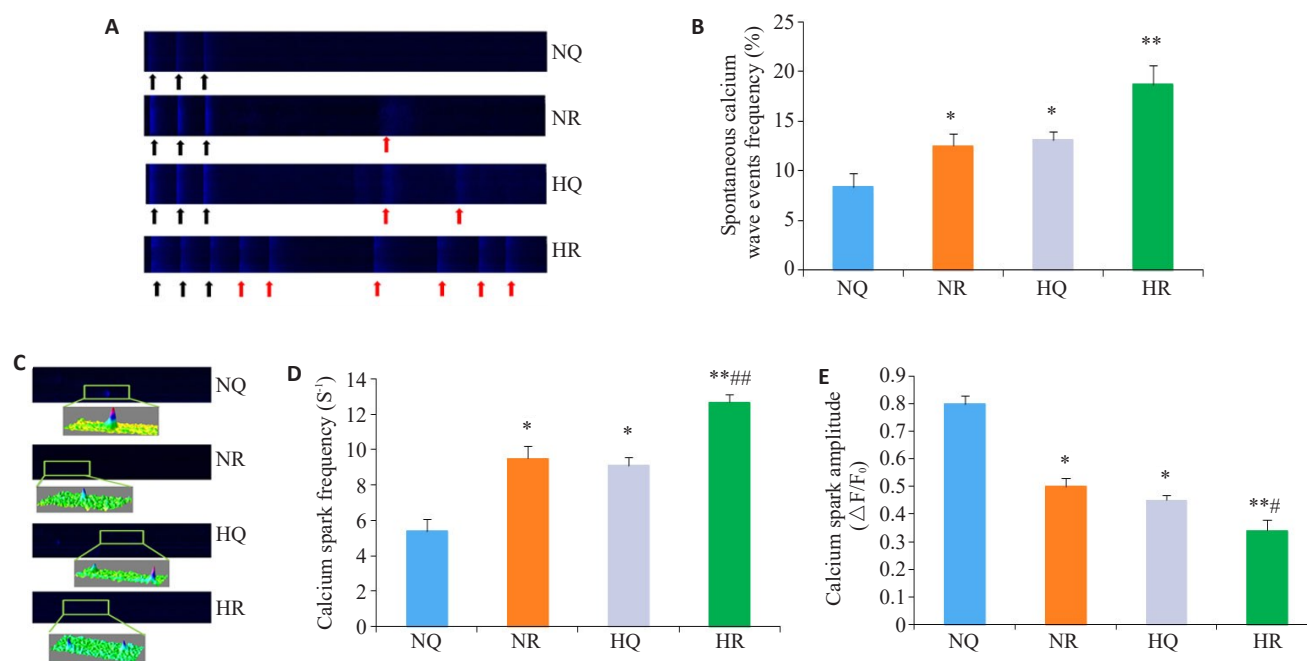 A
NQ
NR
HQ
HR
B
Spontaneous calcium
wave events frequency (%)
25
20
15
10
5
0
*
*
**
NQ
NR
HQ
HR
C
NQ
NR
HQ
HR
D
Calcium spark frequency (S⁻¹)
14
12
10
8
6
4
2
0
*
*
**##
NQ
NR
HQ
HR
E
Calcium spark amplitude
(△F/F₀)
0.9
0.8
0.7
0.6
0.5
0.4
0.3
0.2
0.1
0
*
*
**#
NQ
NR
HQ
HR